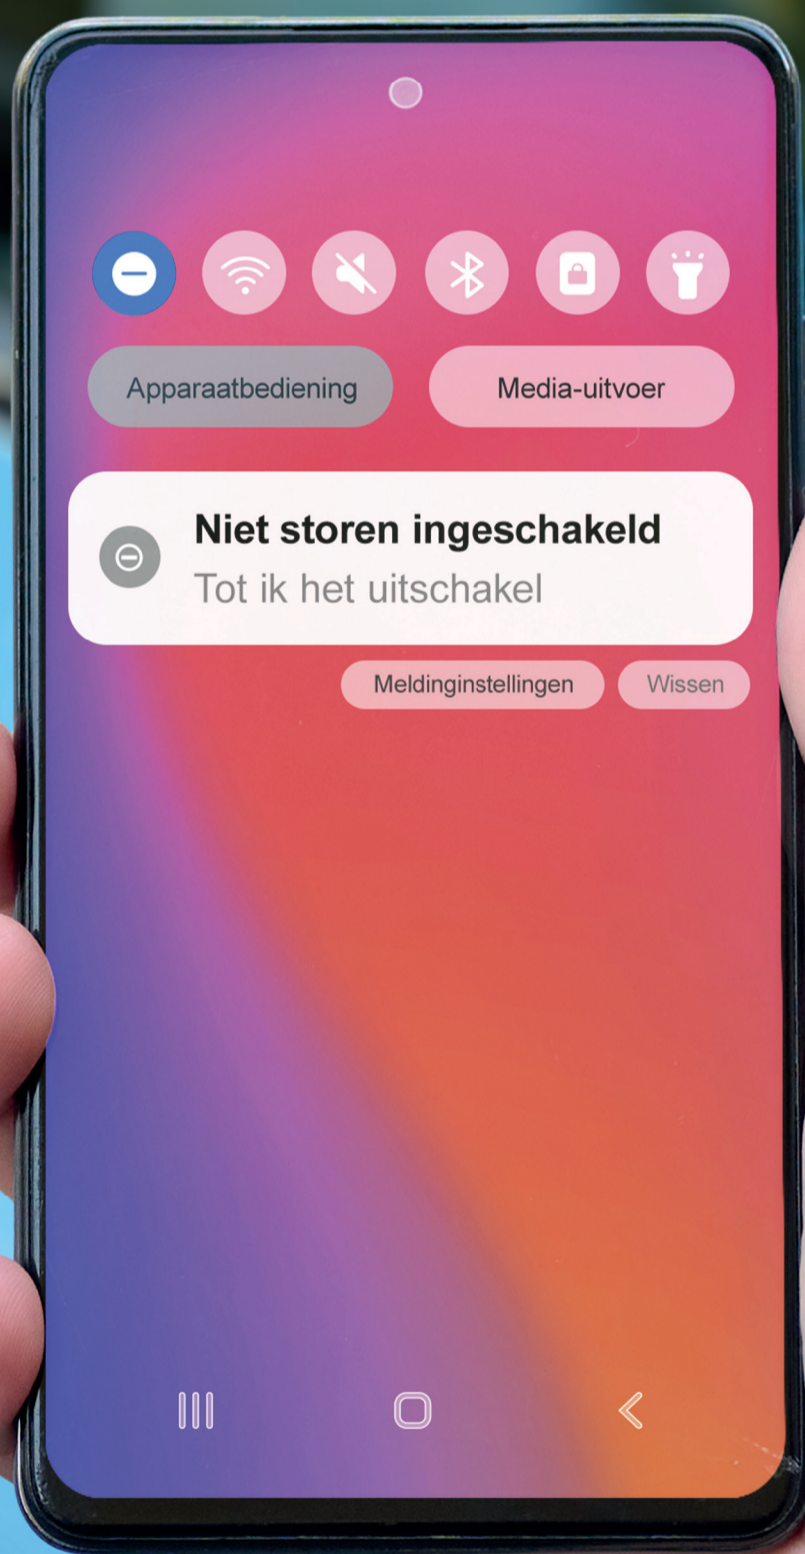 Apparaatbediening
Media-uitvoer
Niet storen ingeschakeld
Tot ik het uitschakel
Meldinginstellingen
Wissen